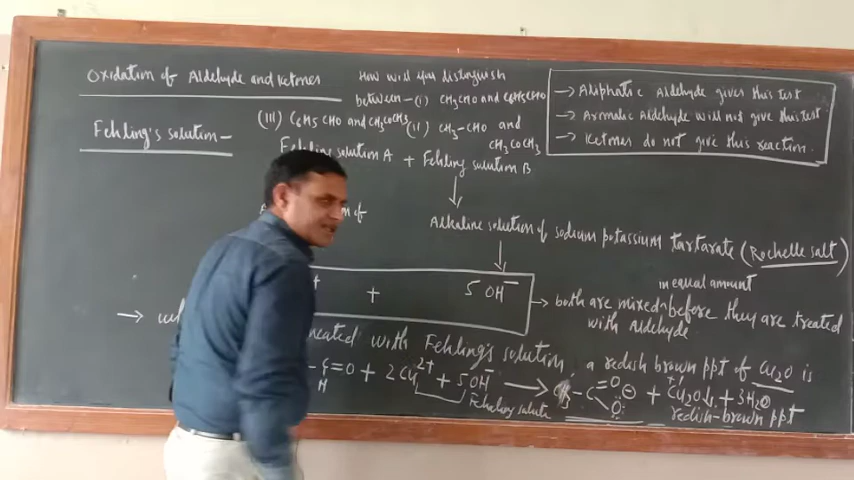 Oxidation of Aldehyde and Ketones
Fehling's solution -
How will you distinguish
between - (i) CH3CHO and C6H5CHO
(III) C6H5CHO and CH3COCH3 (ii) CH3-CHO and
CH3COCH3
→ Aliphatic Aldehyde gives this test
→ Aromatic Aldehyde will not give this test
→ Ketones do not give this reaction.
solution A + Fehling solution B
of
Alkaline solution of sodium potassium tartarate (Rochelle salt)
+ 5 OH⁻
→ both are mixed in equal amount before they are treated
with Aldehyde
→
treated with Fehling's solution, a redish brown ppt of Cu2O is
-C=O + 2Cu²⁺ + 5OH⁻ → -C O O⊖ + Cu2O↓ + 3H2O
H
+1
Fehling solute
redish-brown ppt